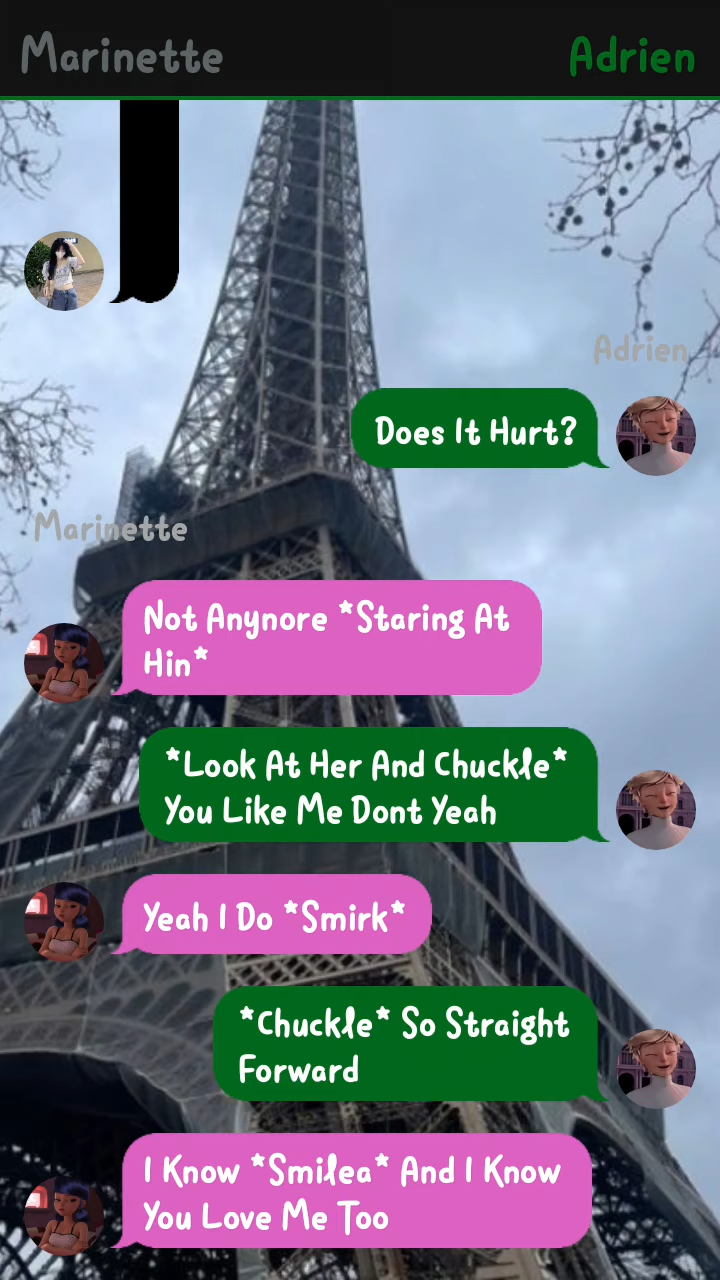 Marinette
Adrien
Adrien
Does It Hurt?
Marinette
Not Anynore *Staring At
Hin*
*Look At Her And Chuckle*
You Like Me Dont Yeah
Yeah I Do *Smirk*
*Chuckle* So Straight
Forward
I Know *Smilea* And I Know
You Love Me Too